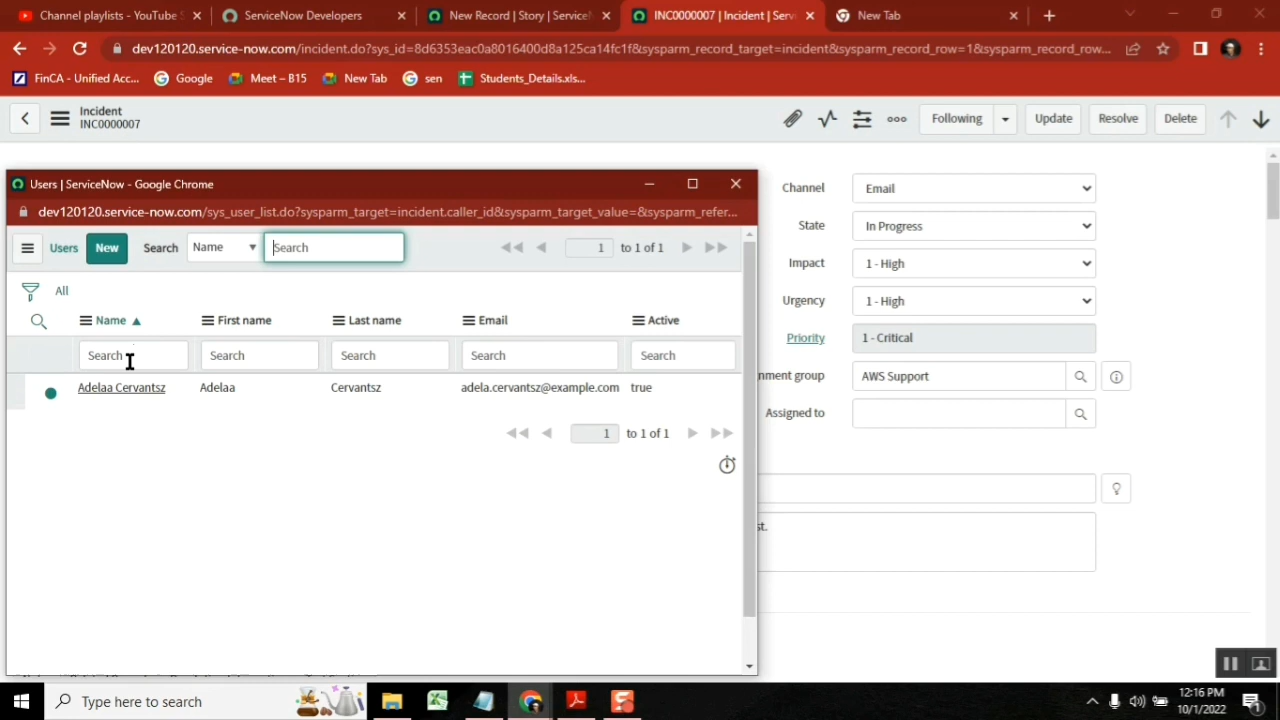 Channel playlists - YouTube S
ServiceNow Developers
New Record | Story | ServiceN
INC0000007 | Incident | Servi
New Tab
dev120120.service-now.com/incident.do?sys_id=8d6353eac0a8016400d8a125ca14fc1f&sysparm_record_target=incident&sysparm_record_row=1&sysparm_record_row...
FinCA - Unified Acc...
Google
Meet – B15
New Tab
sen
Students_Details.xls...
Incident
INC0000007
Following
Update
Resolve
Delete
Users | ServiceNow - Google Chrome
dev120120.service-now.com/sys_user_list.do?sysparm_target=incident.caller_id&sysparm_target_value=&sysparm_refer...
Users New Search Name Search 1 to 1 of 1
All
Name First name Last name Email Active
Search Search Search Search Search
Adelaa Cervantsz Adelaa Cervantsz adela.cervantsz@example.com true
1 to 1 of 1
Channel Email
State In Progress
Impact 1 - High
Urgency 1 - High
Priority 1 - Critical
nment group AWS Support
Assigned to
st.
Type here to search
12:16 PM
10/1/2022
1